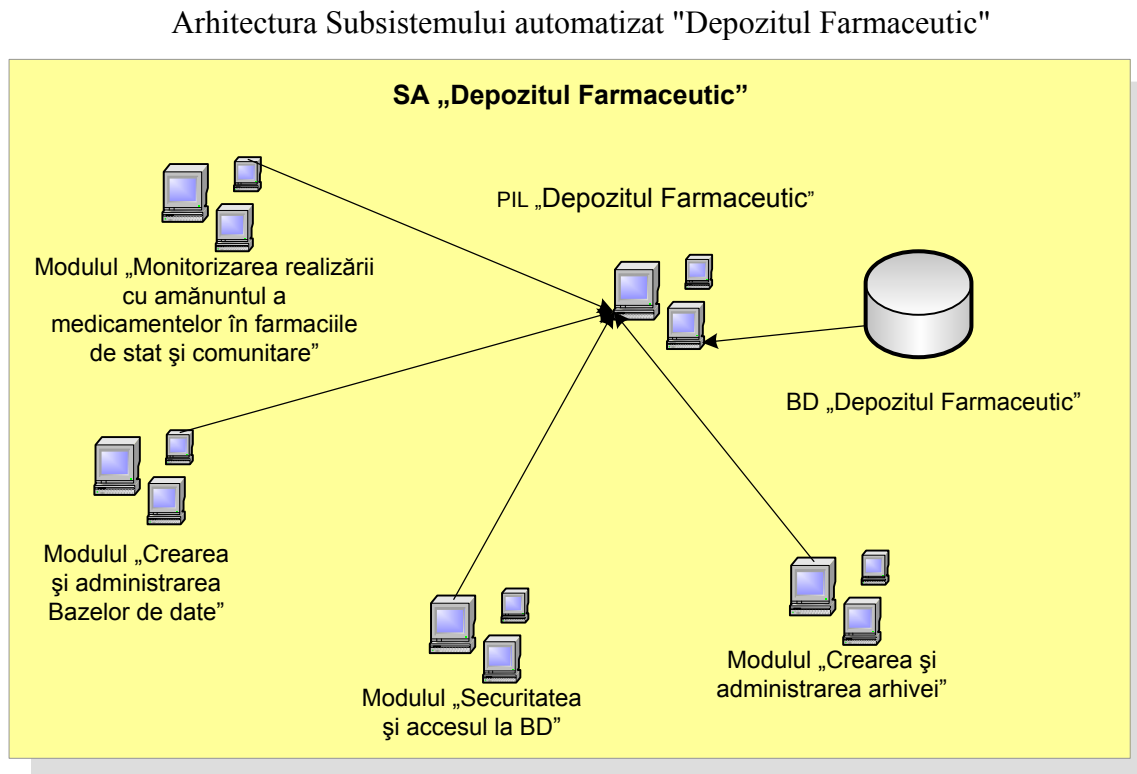 Arhitectura Subsistemului automatizat "Depozitul Farmaceutic"
SA „Depozitul Farmaceutic”
PIL „Depozitul Farmaceutic”
Modulul „Monitorizarea realizării
cu amănuntul a
medicamentelor în farmaciile
de stat şi comunitare”
BD „Depozitul Farmaceutic”
Modulul „Crearea
şi administrarea
Bazelor de date”
Modulul „Securitatea
şi accesul la BD”
Modulul „Crearea şi
administrarea arhivei”